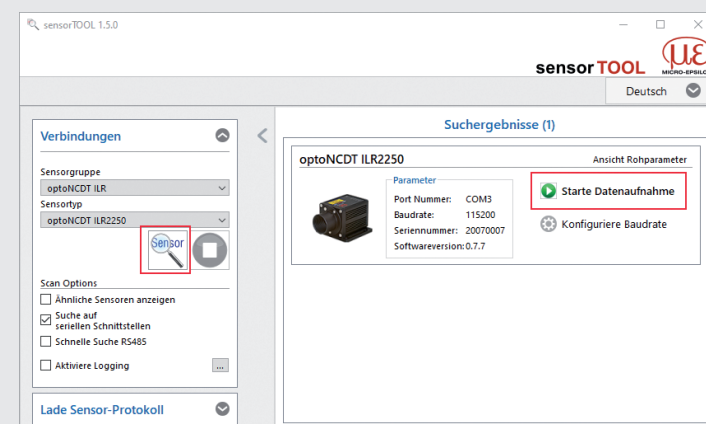 sensorTOOL 1.5.0
sensorTOOL
με
MICRO-EPSILO
Deutsch
Verbindungen
Sensorgruppe
optoNCDT ILR
Sensortyp
optoNCDT ILR2250
Sensor
Scan Options
Ähnliche Sensoren anzeigen
Suche auf
seriellen Schnittstellen
Schnelle Suche RS485
Aktiviere Logging
...
Lade Sensor-Protokoll
Suchergebnisse (1)
optoNCDT ILR2250
Ansicht Rohparameter
Parameter
Port Nummer: COM3
Baudrate: 115200
Seriennummer: 20070007
Softwareversion: 0.7.7
Starte Datenaufnahme
Konfiguriere Baudrate